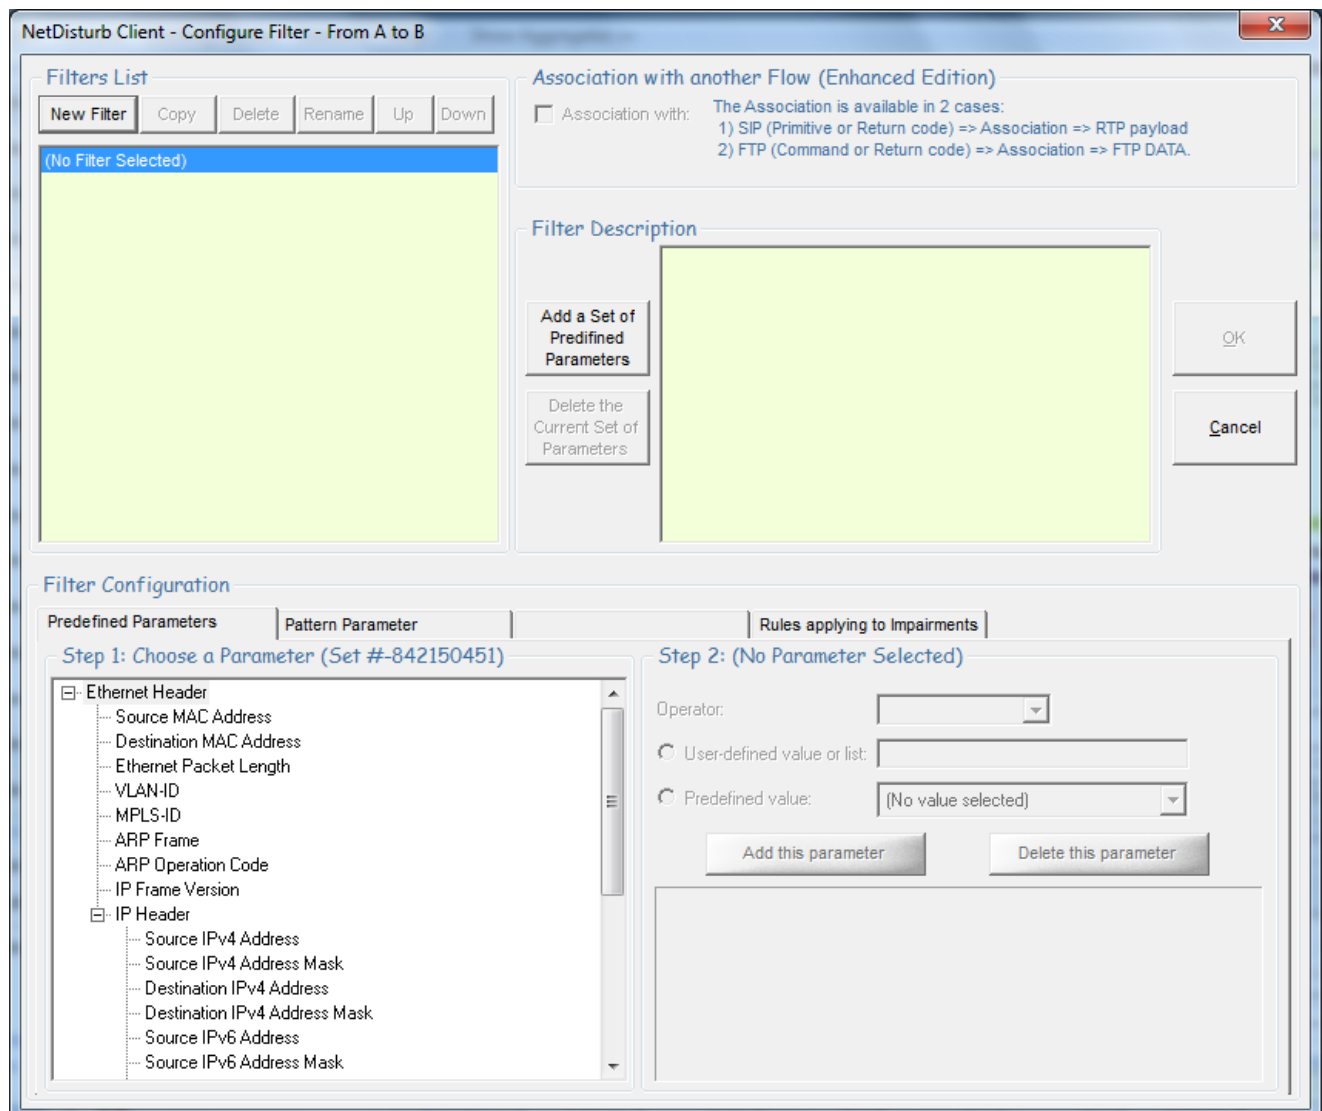 NetDisturb Client - Configure Filter - From A to B
Filters List
New Filter
Copy
Delete
Rename
Up
Down
(No Filter Selected)
Association with another Flow (Enhanced Edition)
Association with:
The Association is available in 2 cases:
1) SIP (Primitive or Return code) => Association => RTP payload
2) FTP (Command or Return code) => Association => FTP DATA.
Filter Description
Add a Set of
Predifined
Parameters
Delete the
Current Set of
Parameters
OK
Cancel
Filter Configuration
Predefined Parameters
Pattern Parameter
Rules applying to Impairments
Step 1: Choose a Parameter (Set #-842150451)
Ethernet Header
Source MAC Address
Destination MAC Address
Ethernet Packet Length
VLAN-ID
MPLS-ID
ARP Frame
ARP Operation Code
IP Frame Version
IP Header
Source IPv4 Address
Source IPv4 Address Mask
Destination IPv4 Address
Destination IPv4 Address Mask
Source IPv6 Address
Source IPv6 Address Mask
Step 2: (No Parameter Selected)
Operator:
User-defined value or list:
Predefined value:
(No value selected)
Add this parameter
Delete this parameter